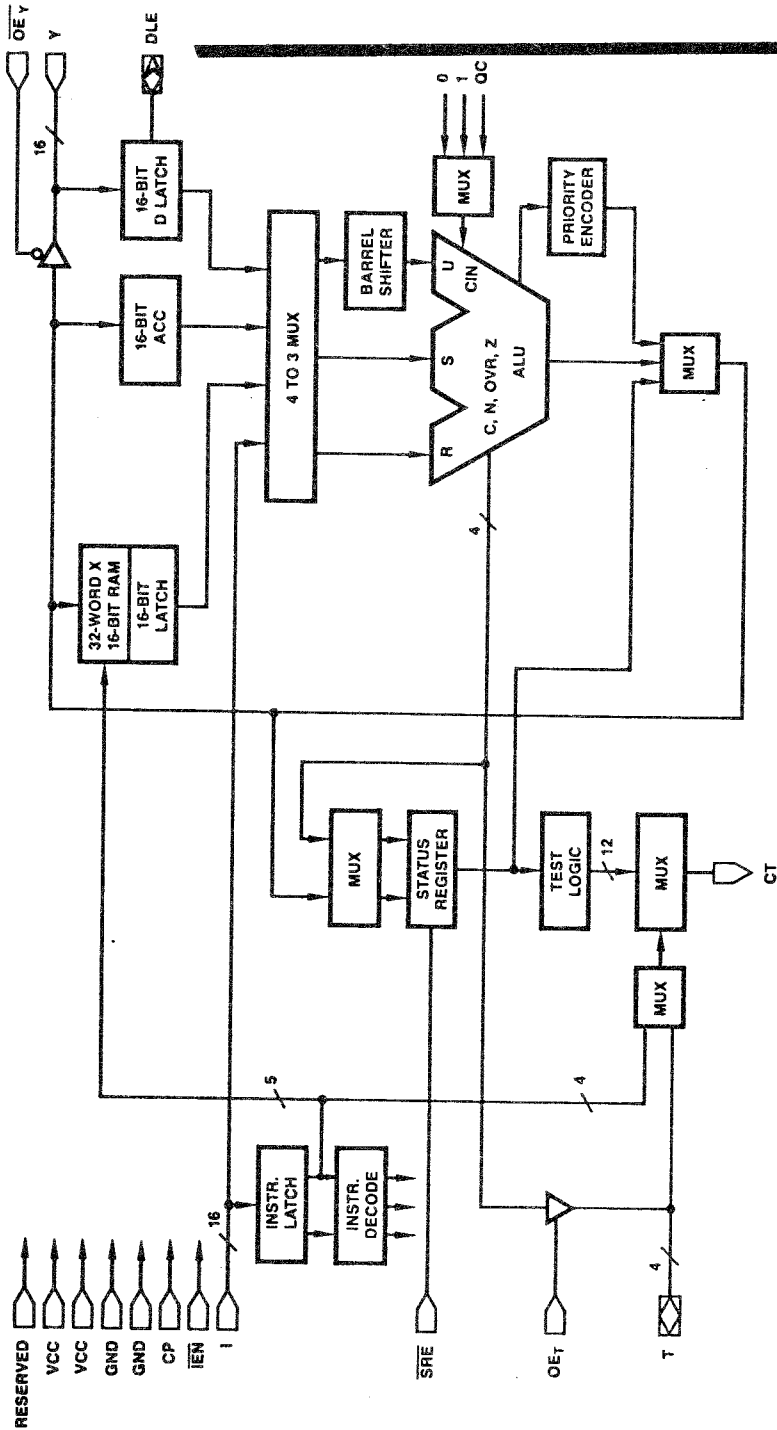 RESERVED
VCC
VCC
GND
GND
CP
IEN
I
16
INSTR.
LATCH
INSTR.
DECODE
5
4
SRE
OET
T
4
32-WORD X
16-BIT RAM
16-BIT
LATCH
16-BIT
ACC
16-BIT
D LATCH
16
OEY
Y
DLE
4 TO 3 MUX
BARREL
SHIFTER
MUX
0
1
QC
R
S
U
CIN
C, N, OVR, Z
ALU
4
PRIORITY
ENCODER
MUX
MUX
STATUS
REGISTER
TEST
LOGIC
12
MUX
MUX
CT